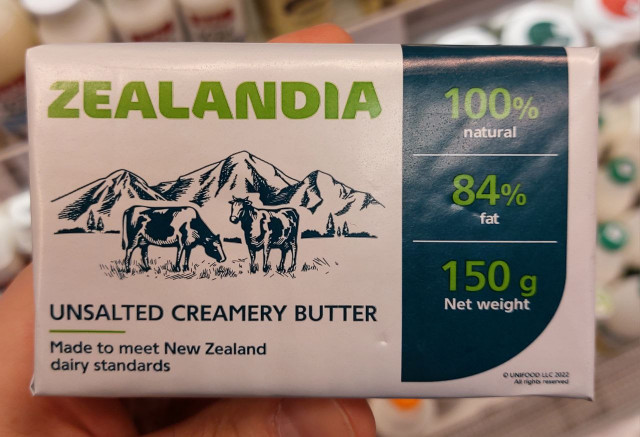 ZEALANDIA
UNSALTED CREAMERY BUTTER
Made to meet New Zealand
dairy standards
100%
natural
84%
fat
150 g
Net weight
© UNIFOOD LLC 2022
All rights reserved